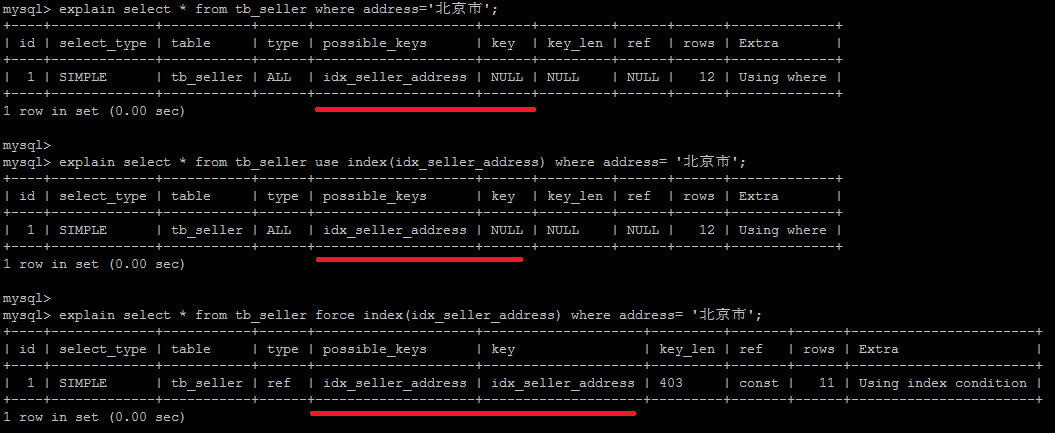 mysql> explain select * from tb_seller where address='北京市';
+----+-------------+-----------+------+--------------------+------+---------+------+------+-------------+
| id | select_type | table     | type | possible_keys      | key  | key_len | ref  | rows | Extra       |
+----+-------------+-----------+------+--------------------+------+---------+------+------+-------------+
|  1 | SIMPLE      | tb_seller | ALL  | idx_seller_address | NULL | NULL    | NULL |   12 | Using where |
+----+-------------+-----------+------+--------------------+------+---------+------+------+-------------+
1 row in set (0.00 sec)
mysql>
mysql> explain select * from tb_seller use index(idx_seller_address) where address= '北京市';
+----+-------------+-----------+------+--------------------+------+---------+------+------+-------------+
| id | select_type | table     | type | possible_keys      | key  | key_len | ref  | rows | Extra       |
+----+-------------+-----------+------+--------------------+------+---------+------+------+-------------+
|  1 | SIMPLE      | tb_seller | ALL  | idx_seller_address | NULL | NULL    | NULL |   12 | Using where |
+----+-------------+-----------+------+--------------------+------+---------+------+------+-------------+
1 row in set (0.00 sec)
mysql>
mysql> explain select * from tb_seller force index(idx_seller_address) where address= '北京市';
+----+-------------+-----------+------+--------------------+--------------------+---------+-------+------+-----------------------+
| id | select_type | table     | type | possible_keys      | key                | key_len | ref   | rows | Extra                 |
+----+-------------+-----------+------+--------------------+--------------------+---------+-------+------+-----------------------+
|  1 | SIMPLE      | tb_seller | ref  | idx_seller_address | idx_seller_address | 403     | const |   11 | Using index condition |
+----+-------------+-----------+------+--------------------+--------------------+---------+-------+------+-----------------------+
1 row in set (0.00 sec)